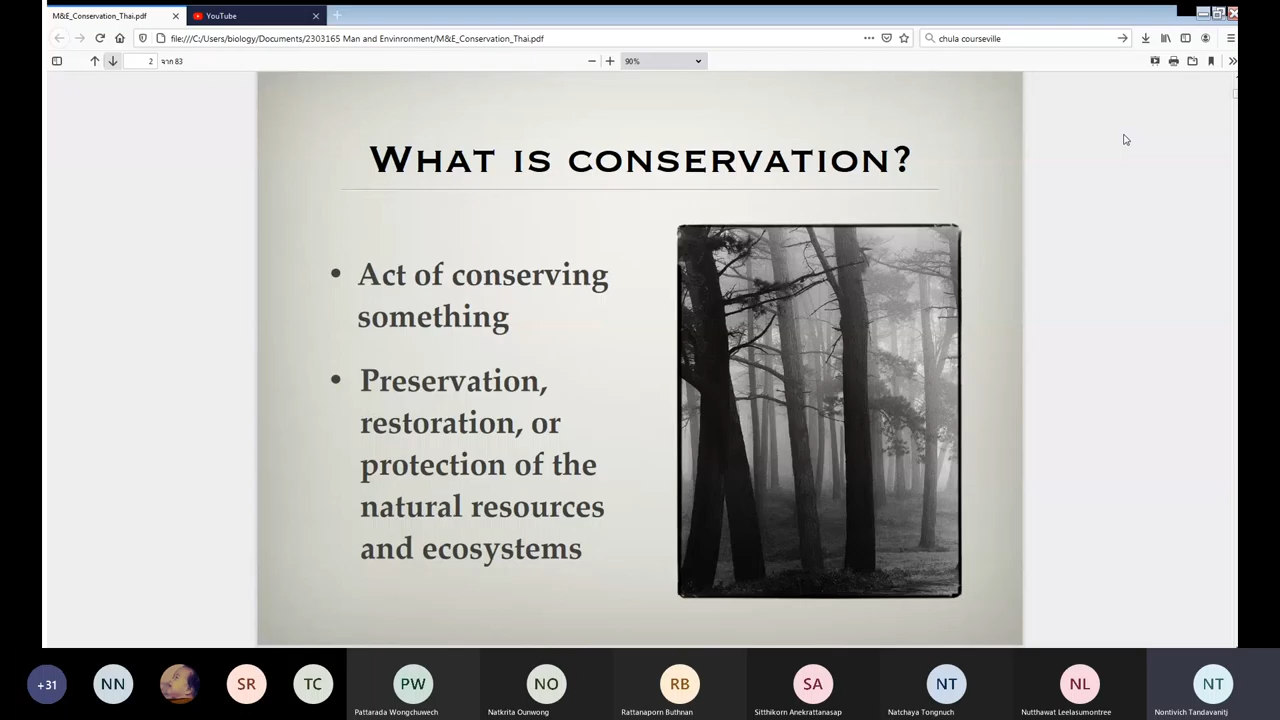 M&E_Conservation_Thai.pdf
YouTube
file:///C:/Users/biology/Documents/2303165 Man and Envinronment/M&E_Conservation_Thai.pdf
chula courseville
2 จาก 83
90%
WHAT IS CONSERVATION?
• Act of conserving
something
• Preservation,
restoration, or
protection of the
natural resources
and ecosystems
+31
NN
SR
TC
PW
NO
RB
SA
NT
NL
NT
Pattarada Wongchuwech
Natkrita Ounwong
Rattanaporn Buthnan
Sitthikorn Anekrattanasap
Natchaya Tongnuch
Nutthawat Leelasumontree
Nontivich Tandavanitj